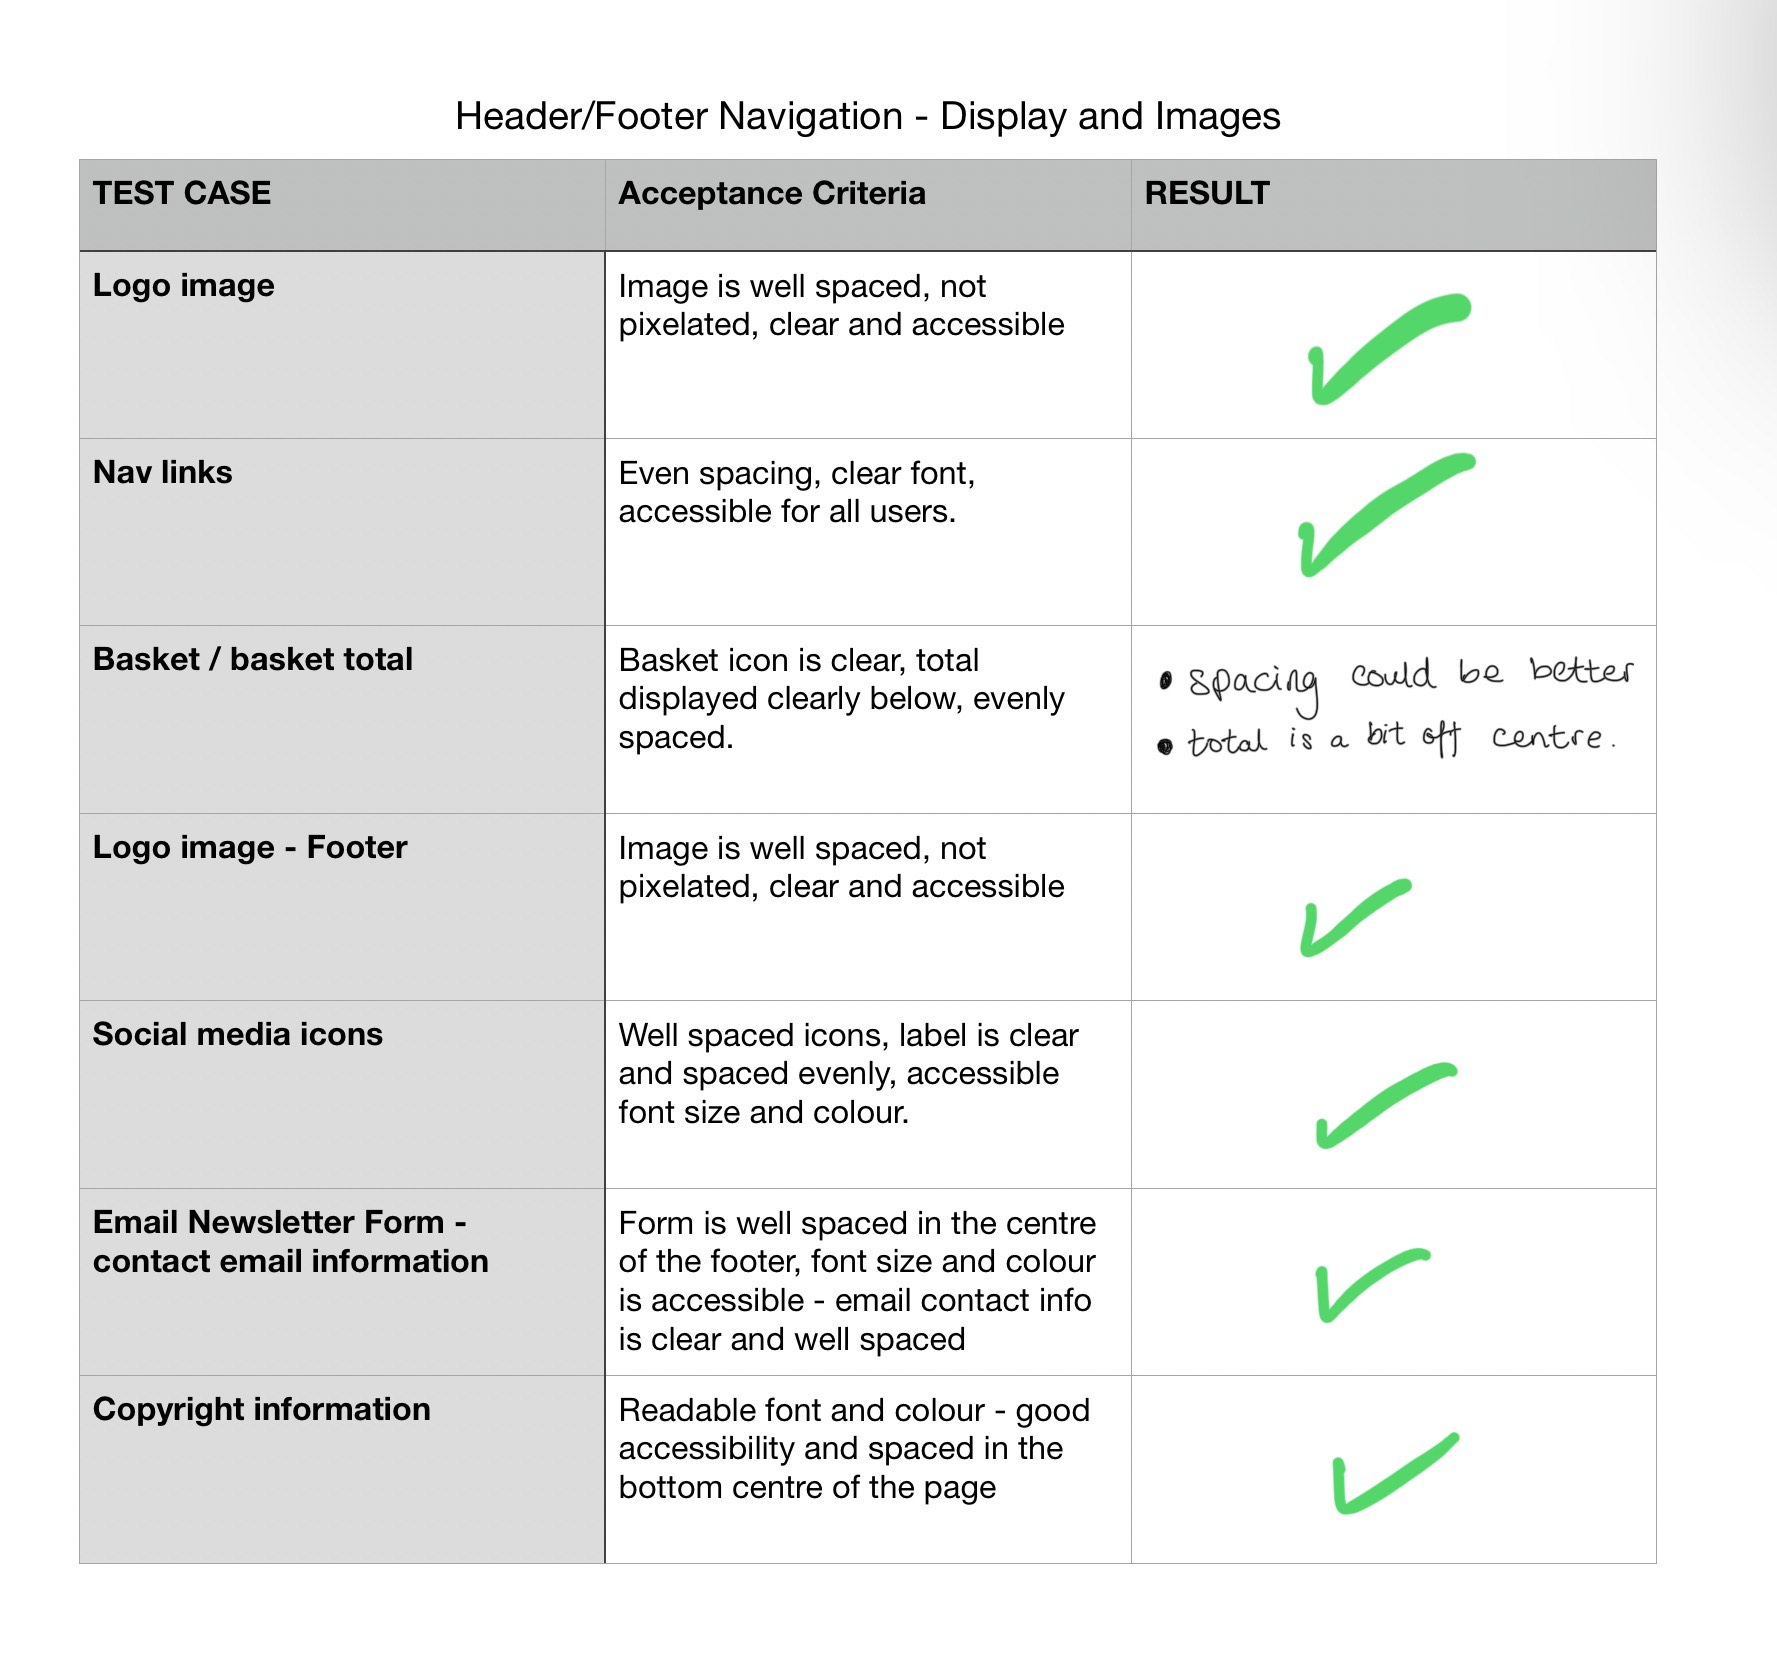 Header/Footer Navigation - Display and Images
TEST CASE
Acceptance Criteria
RESULT
Logo image
Image is well spaced, not
pixelated, clear and accessible
Nav links
Even spacing, clear font,
accessible for all users.
Basket / basket total
Basket icon is clear, total
displayed clearly below, evenly
spaced.
• spacing could be better
• total is a bit off centre.
Logo image - Footer
Image is well spaced, not
pixelated, clear and accessible
Social media icons
Well spaced icons, label is clear
and spaced evenly, accessible
font size and colour.
Email Newsletter Form -
contact email information
Form is well spaced in the centre
of the footer, font size and colour
is accessible - email contact info
is clear and well spaced
Copyright information
Readable font and colour - good
accessibility and spaced in the
bottom centre of the page